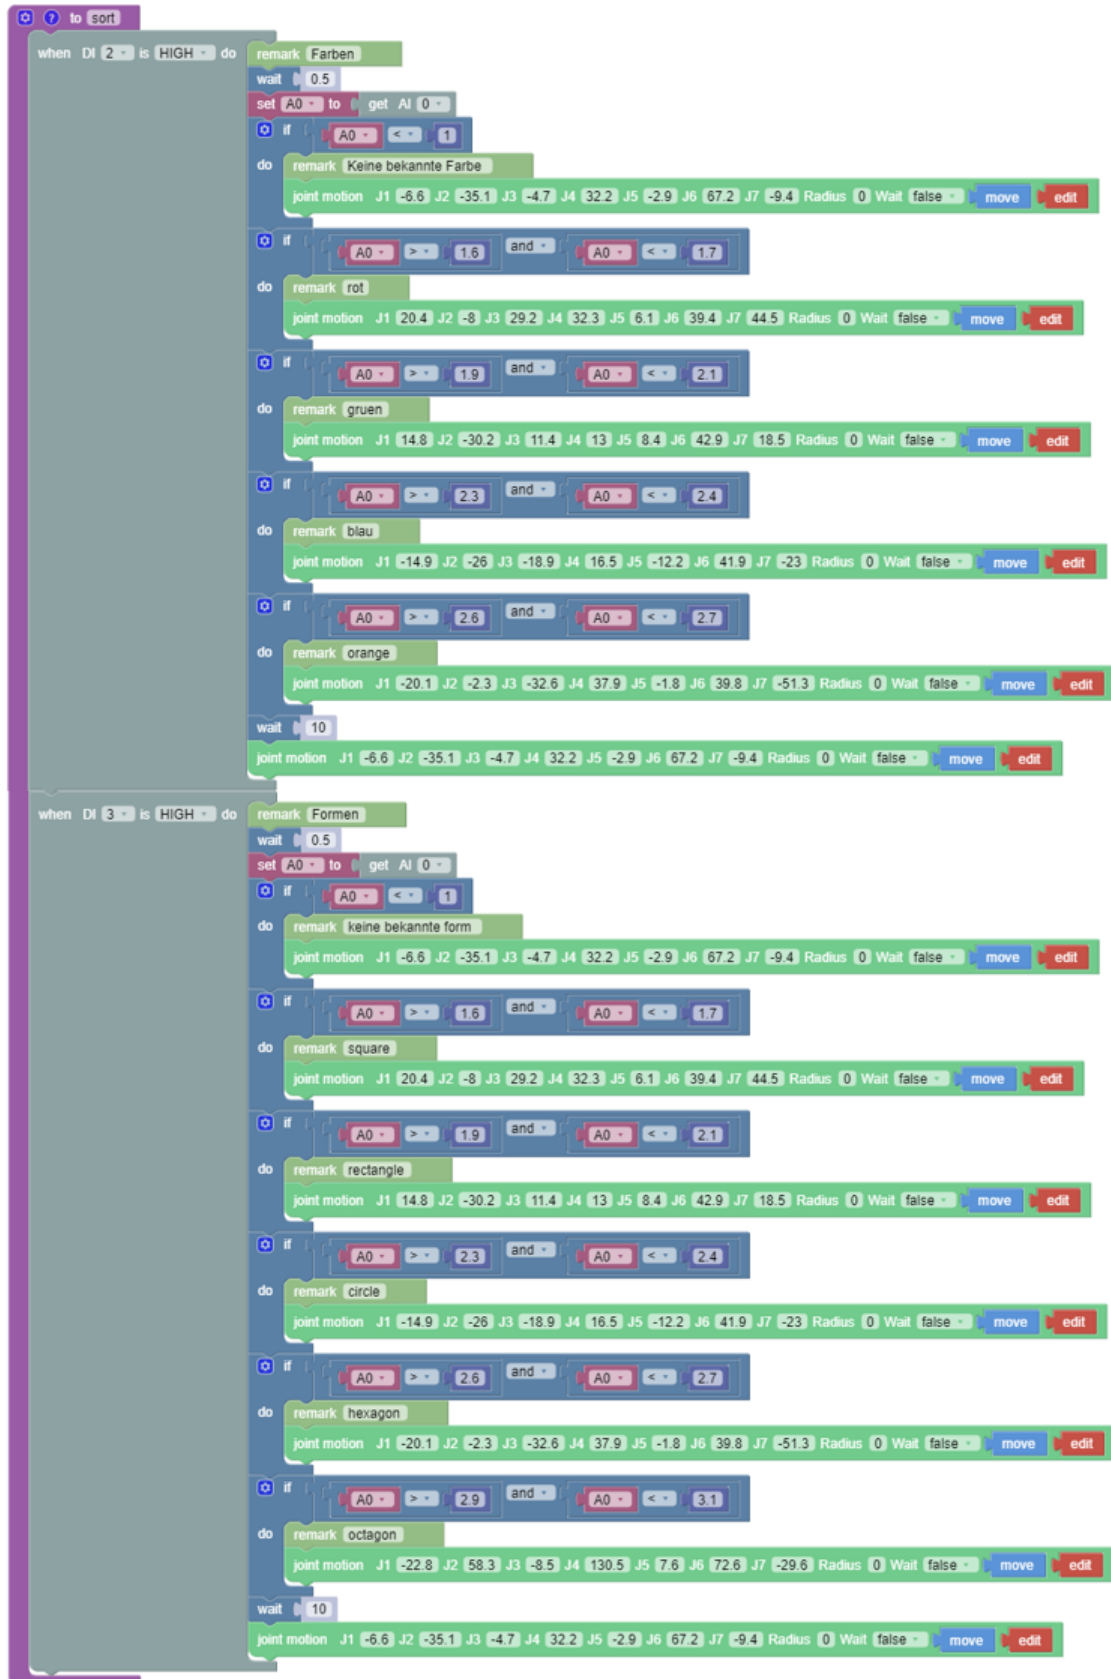 to sort
when DI 2 is HIGH do remark Farben
wait 0.5
set A0 to get AI 0
if A0 < 1
do remark Keine bekannte Farbe
joint motion J1 -6.6 J2 -35.1 J3 -4.7 J4 32.2 J5 -2.9 J6 67.2 J7 -9.4 Radius 0 Wait false move edit
if A0 > 1.6 and A0 < 1.7
do remark rot
joint motion J1 20.4 J2 -8 J3 29.2 J4 32.3 J5 6.1 J6 39.4 J7 44.5 Radius 0 Wait false move edit
if A0 > 1.9 and A0 < 2.1
do remark gruen
joint motion J1 14.8 J2 -30.2 J3 11.4 J4 13 J5 8.4 J6 42.9 J7 18.5 Radius 0 Wait false move edit
if A0 > 2.3 and A0 < 2.4
do remark blau
joint motion J1 -14.9 J2 -26 J3 -18.9 J4 16.5 J5 -12.2 J6 41.9 J7 -23 Radius 0 Wait false move edit
if A0 > 2.6 and A0 < 2.7
do remark orange
joint motion J1 -20.1 J2 -2.3 J3 -32.6 J4 37.9 J5 -1.8 J6 39.8 J7 -51.3 Radius 0 Wait false move edit
wait 10
joint motion J1 -6.6 J2 -35.1 J3 -4.7 J4 32.2 J5 -2.9 J6 67.2 J7 -9.4 Radius 0 Wait false move edit
when DI 3 is HIGH do remark Formen
wait 0.5
set A0 to get AI 0
if A0 < 1
do remark keine bekannte form
joint motion J1 -6.6 J2 -35.1 J3 -4.7 J4 32.2 J5 -2.9 J6 67.2 J7 -9.4 Radius 0 Wait false move edit
if A0 > 1.6 and A0 < 1.7
do remark square
joint motion J1 20.4 J2 -8 J3 29.2 J4 32.3 J5 6.1 J6 39.4 J7 44.5 Radius 0 Wait false move edit
if A0 > 1.9 and A0 < 2.1
do remark rectangle
joint motion J1 14.8 J2 -30.2 J3 11.4 J4 13 J5 8.4 J6 42.9 J7 18.5 Radius 0 Wait false move edit
if A0 > 2.3 and A0 < 2.4
do remark circle
joint motion J1 -14.9 J2 -26 J3 -18.9 J4 16.5 J5 -12.2 J6 41.9 J7 -23 Radius 0 Wait false move edit
if A0 > 2.6 and A0 < 2.7
do remark hexagon
joint motion J1 -20.1 J2 -2.3 J3 -32.6 J4 37.9 J5 -1.8 J6 39.8 J7 -51.3 Radius 0 Wait false move edit
if A0 > 2.9 and A0 < 3.1
do remark octagon
joint motion J1 -22.8 J2 58.3 J3 -8.5 J4 130.5 J5 7.6 J6 72.6 J7 -29.6 Radius 0 Wait false move edit
wait 10
joint motion J1 -6.6 J2 -35.1 J3 -4.7 J4 32.2 J5 -2.9 J6 67.2 J7 -9.4 Radius 0 Wait false move edit